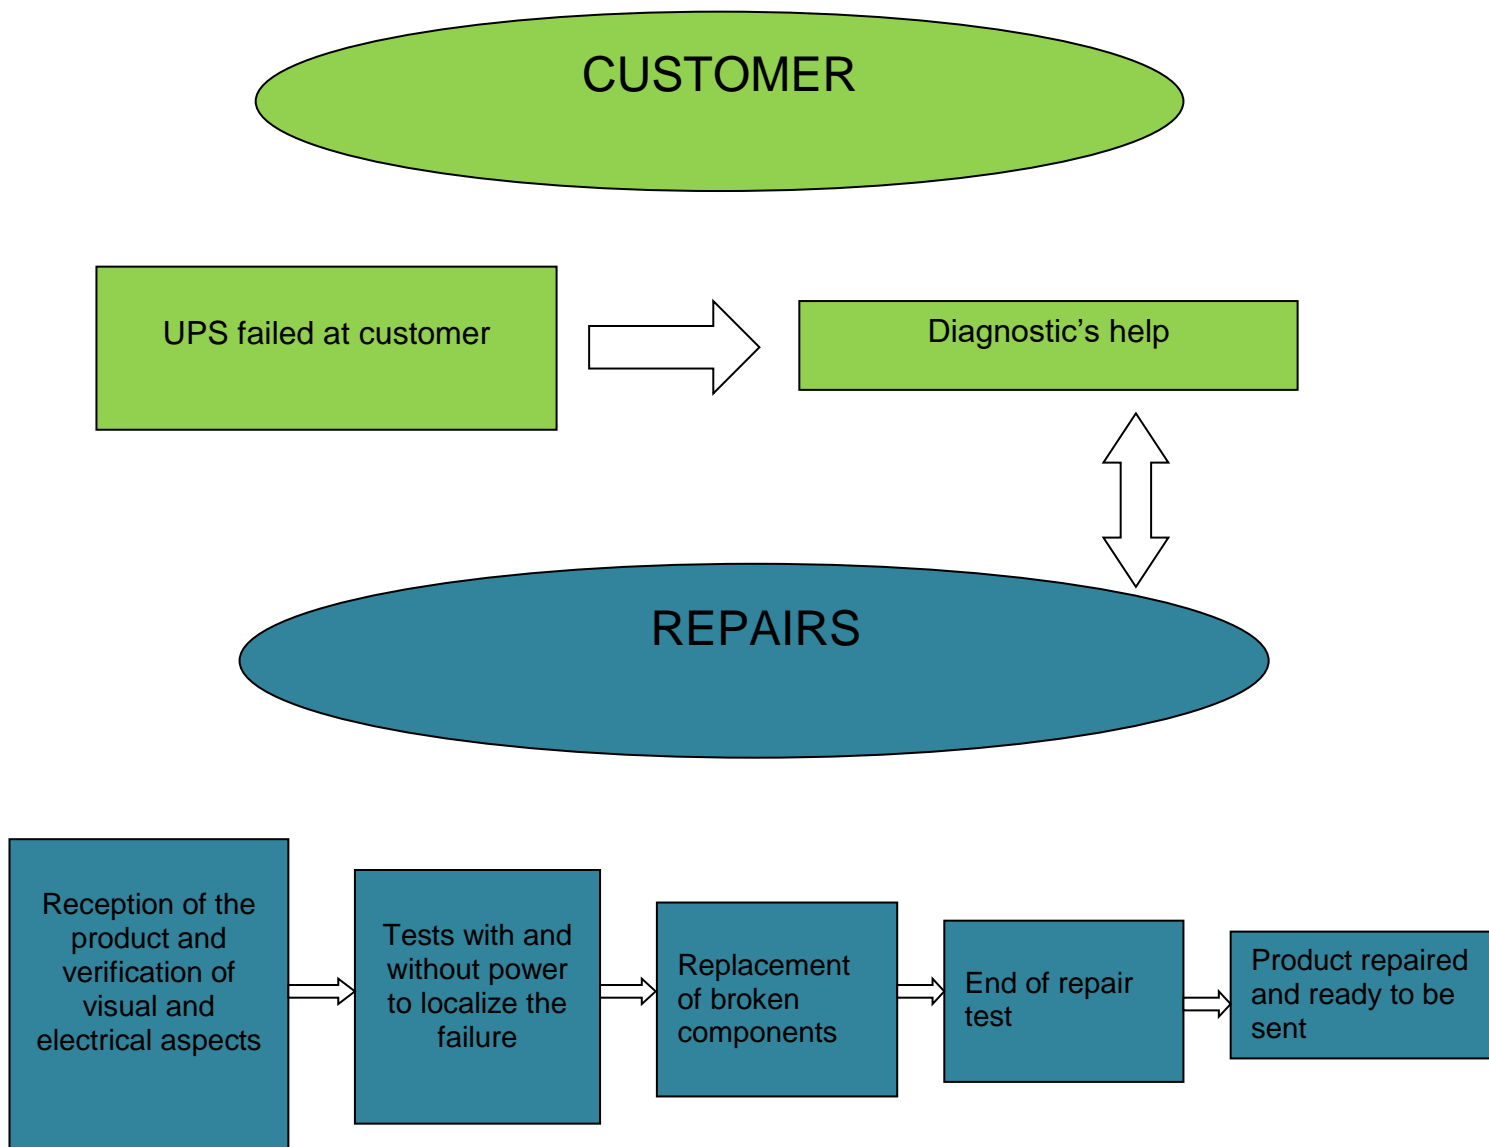 CUSTOMER
UPS failed at customer
Diagnostic’s help
REPAIRS
Reception of the
product and
verification of
visual and
electrical aspects
Tests with and
without power
to localize the
failure
Replacement
of broken
components
End of repair
test
Product repaired
and ready to be
sent